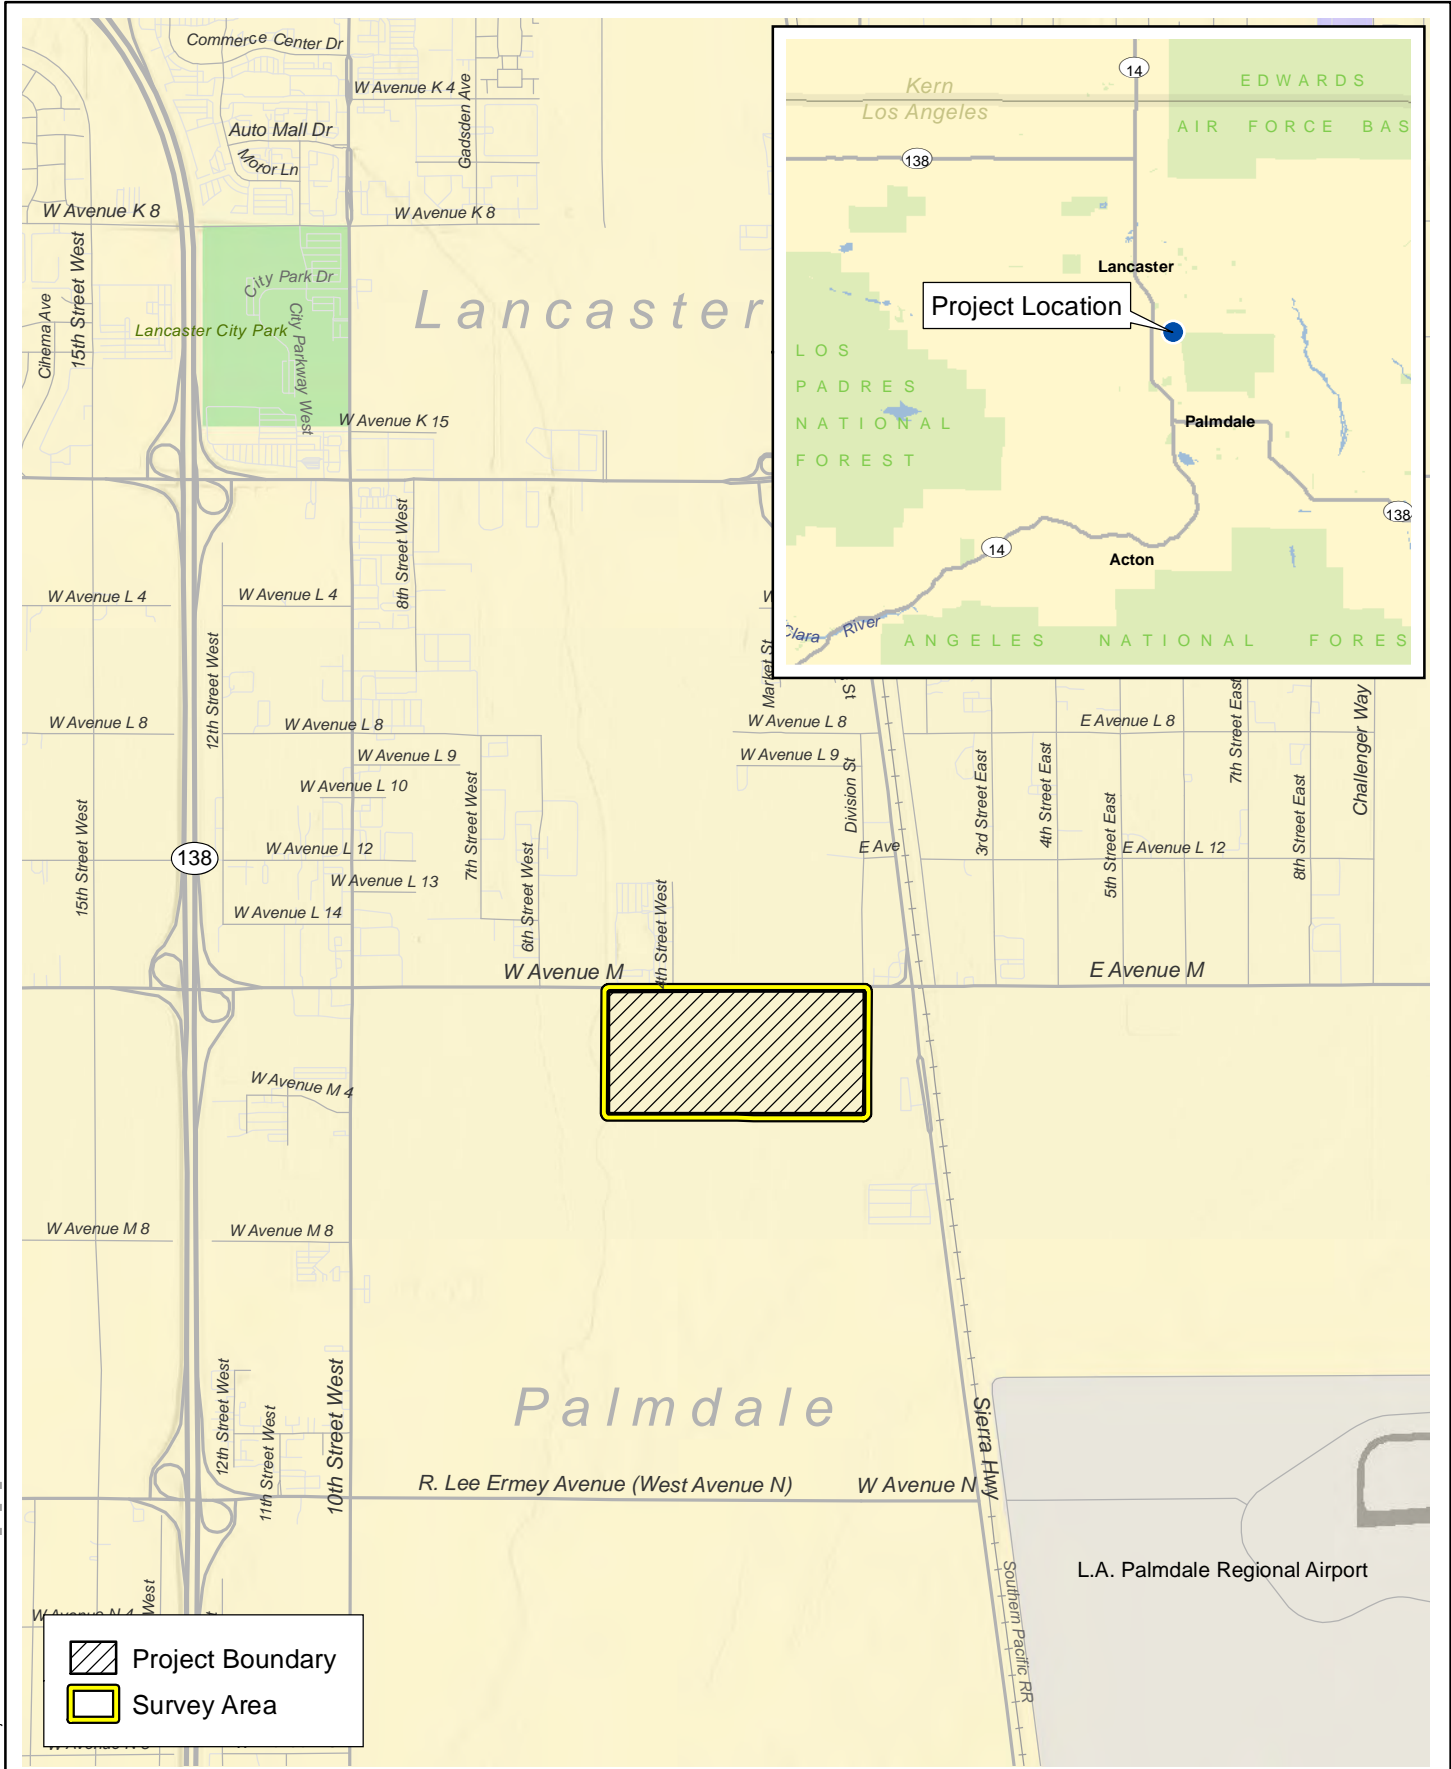 Commerce Center Dr
W Avenue K 4
Gadsden Ave
Auto Mall Dr
Motor Ln
W Avenue K 8
W Avenue K 8
15th Street West
City Park Dr
Lancaster City Park
City Parkway West
Cinema Ave
Lancaster
W Avenue K 15
8th Street West
W Avenue L 4
W Avenue L 4
12th Street West
Market St
St
W Avenue L 8
W Avenue L 8
W Avenue L 8
E Avenue L 8
W Avenue L 9
W Avenue L 9
W Avenue L 10
7th Street West
Division St
3rd Street East
4th Street East
7th Street East
Challenger Way
15th Street West
138
W Avenue L 12
E Ave
5th Street East
E Avenue L 12
8th Street East
W Avenue L 13
W Avenue L 14
6th Street West
4th Street West
W Avenue M
E Avenue M
W Avenue M 4
W Avenue M 8
W Avenue M 8
12th Street West
11th Street West
10th Street West
Palmdale
Sierra Hwy
R. Lee Ermey Avenue (West Avenue N)
W Avenue N
Southern Pacific RR
L.A. Palmdale Regional Airport
W Avenue N 4
West
Project Boundary
Survey Area
14
Kern
Los Angeles
EDWARDS
AIR FORCE BAS
138
Lancaster
Project Location
LOS
PADRES
NATIONAL
FOREST
Palmdale
138
14
Acton
Clara River
ANGELES NATIONAL FORES